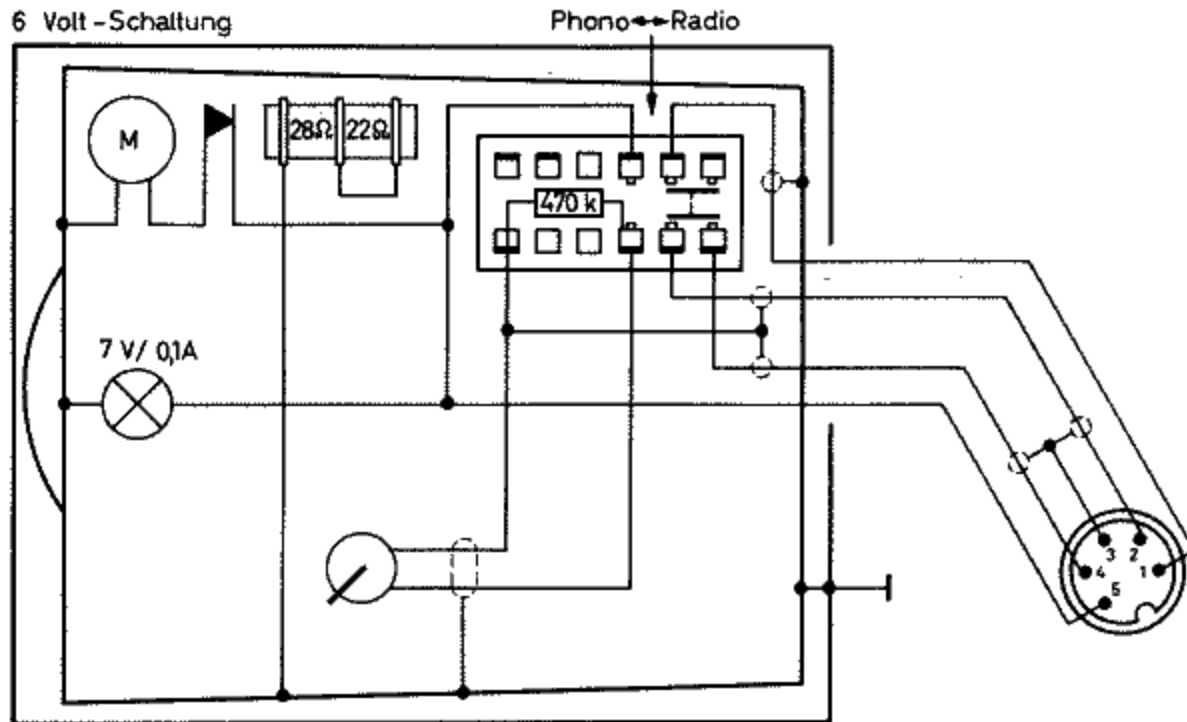 6 Volt-Schaltung
Phono↔Radio
M
28Ω 22Ω
470 k
7 V/ 0,1A
3 2
4 1
5